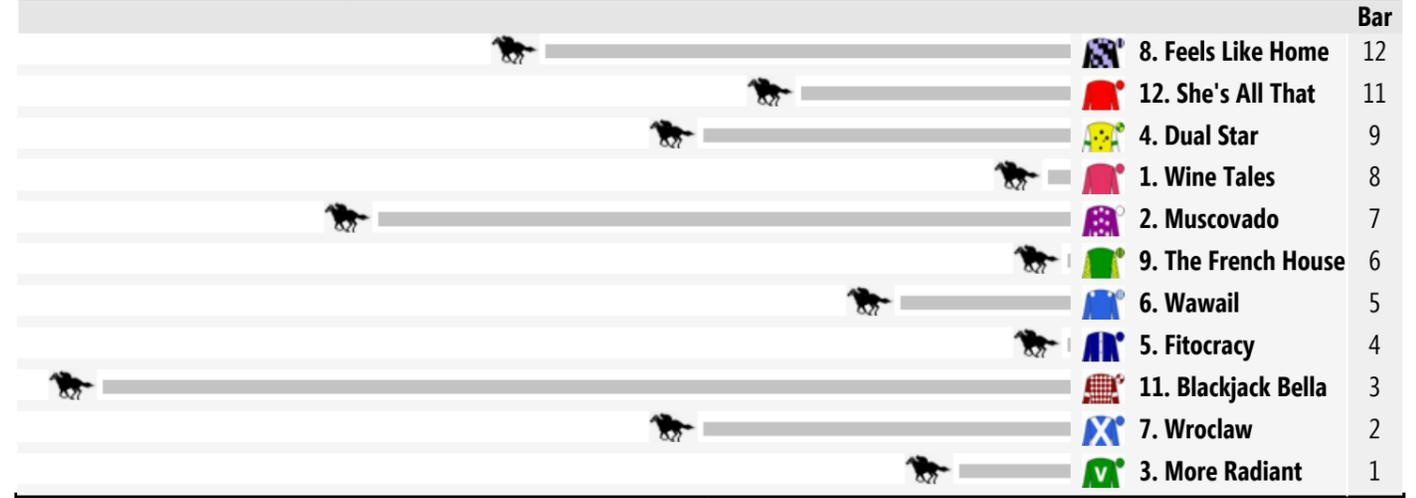 Bar
8. Feels Like Home 12
12. She's All That 11
4. Dual Star 9
1. Wine Tales 8
2. Muscovado 7
9. The French House 6
6. Wawail 5
5. Fitocracy 4
11. Blackjack Bella 3
7. Wroclaw 2
V 3. More Radiant 1